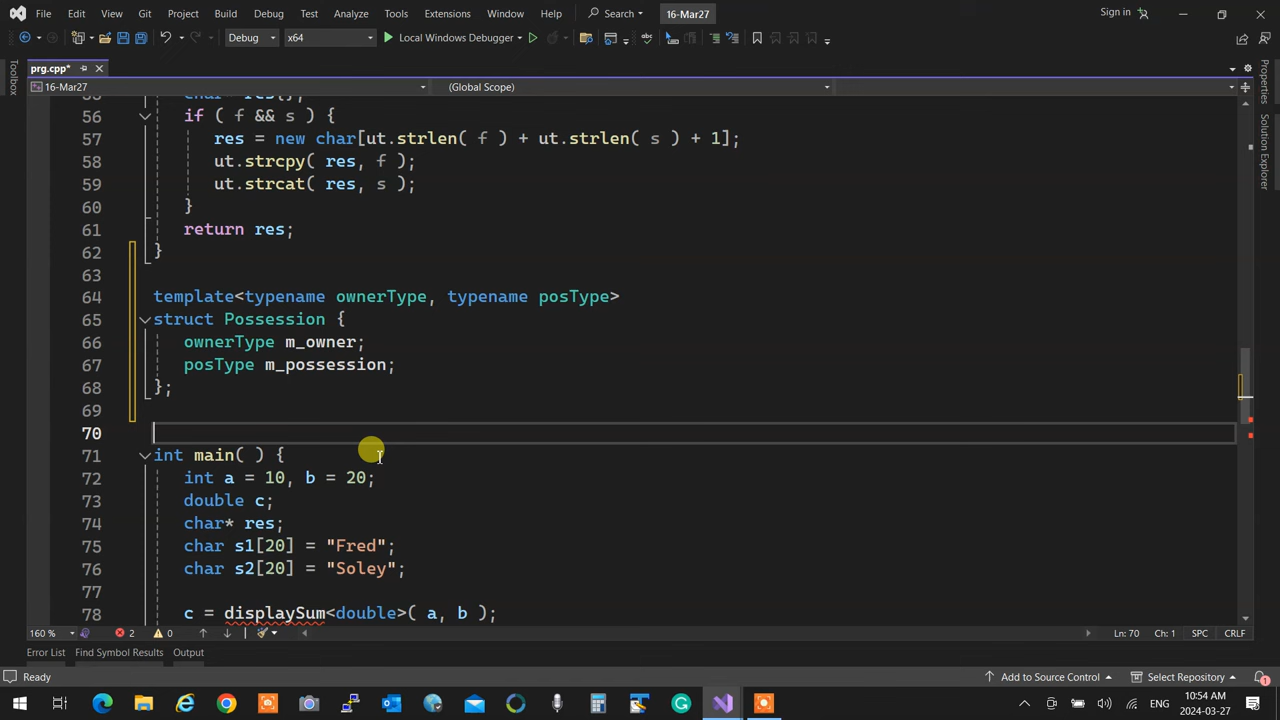 File Edit View Git Project Build Debug Test Analyze Tools Extensions Window Help Search 16-Mar27 Sign in
Debug x64 Local Windows Debugger
prg.cpp*
16-Mar27 (Global Scope)
Toolbox
Properties
Solution Explorer
char* res{};
56 if ( f && s ) {
57 res = new char[ut.strlen( f ) + ut.strlen( s ) + 1];
58 ut.strcpy( res, f );
59 ut.strcat( res, s );
60 }
61 return res;
62 }
63
64 template<typename ownerType, typename posType>
65 struct Possession {
66 ownerType m_owner;
67 posType m_possession;
68 };
69
70
71 int main( ) {
72 int a = 10, b = 20;
73 double c;
74 char* res;
75 char s1[20] = "Fred";
76 char s2[20] = "Soley";
77
78 c = displaySum<double>( a, b );
160 % 2 0 Ln: 70 Ch: 1 SPC CRLF
Error List Find Symbol Results Output
Ready Add to Source Control Select Repository 1
ENG 10:54 AM
2024-03-27